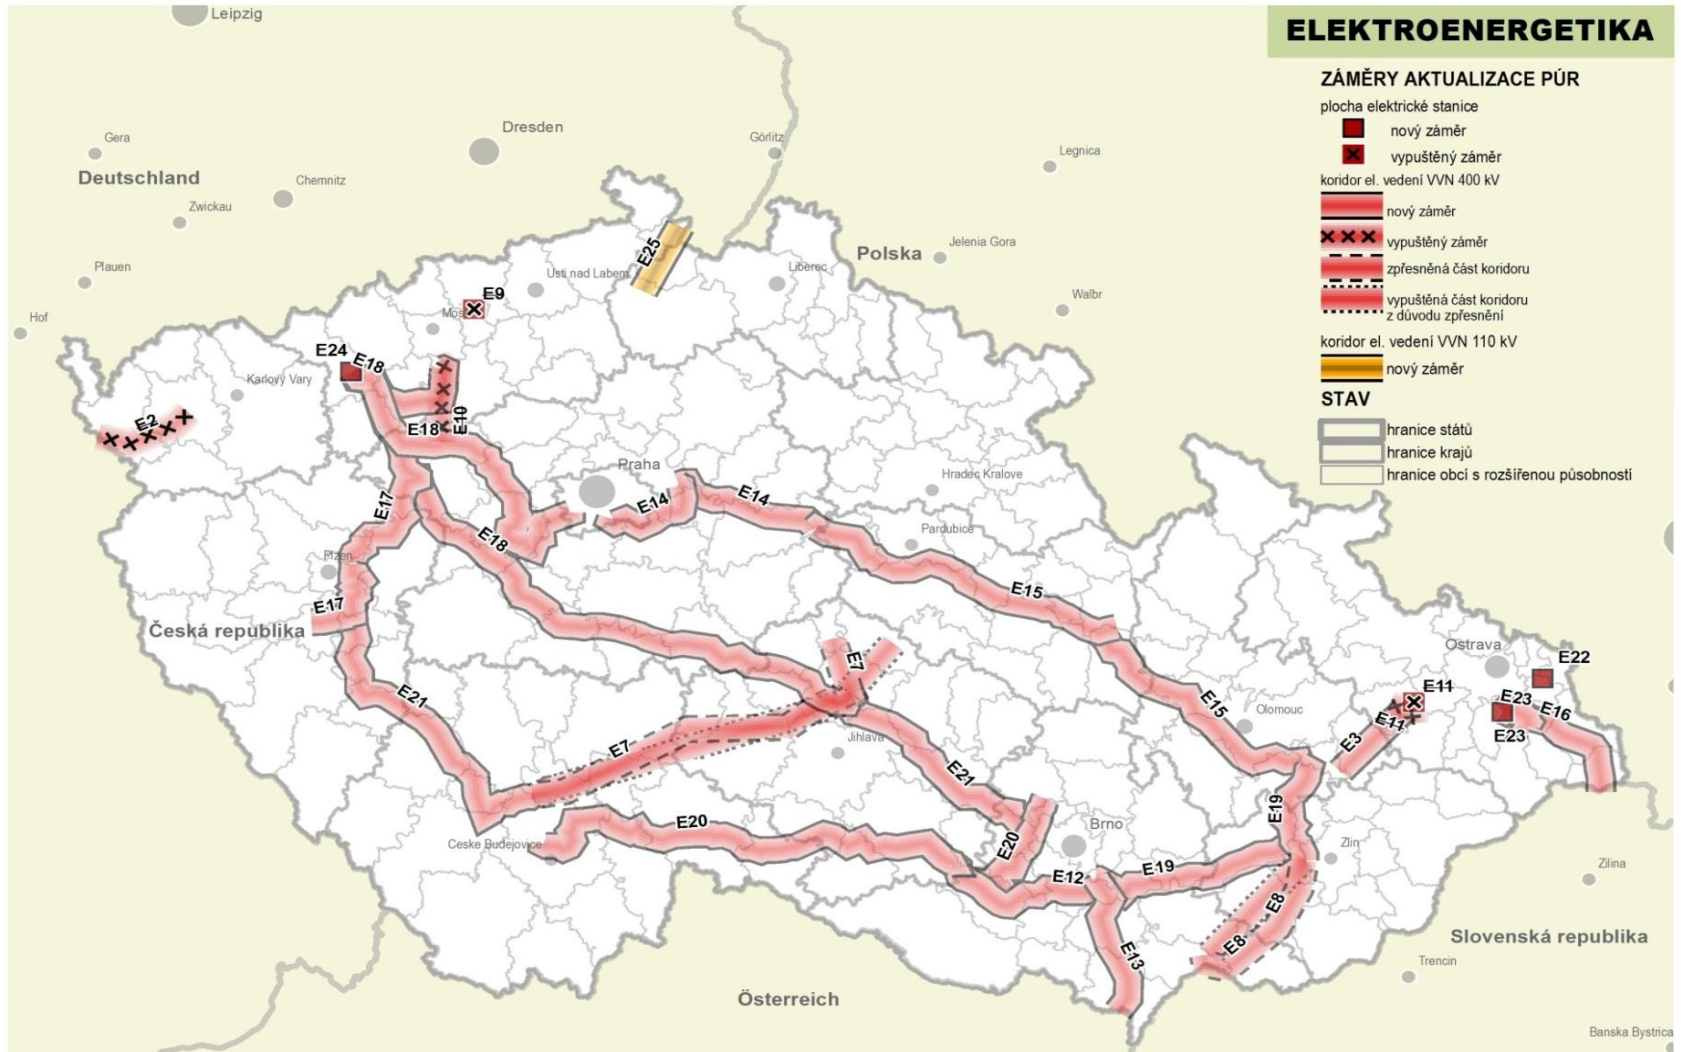 Leipzig
ELEKTROENERGETIKA
ZÁMĚRY AKTUALIZACE PÚR
plocha elektrické stanice
nový záměr
vypuštěný záměr
koridor el. vedení VVN 400 kV
nový záměr
vypuštěný záměr
zpřesněná část koridoru
vypuštěná část koridoru
z důvodu zpřesnění
koridor el. vedení VVN 110 kV
nový záměr
STAV
hranice států
hranice krajů
hranice obcí s rozšířenou působností
Dresden
Gera
Görlitz
Legnica
Deutschland
Chemnitz
Zwickau
Polska
Jelenia Gora
E25
Plauen
Usti nad Labem
Liberec
Walbr
E9
Hof
E24
E18
Karlovy Vary
E2
E18
E10
Praha
Hradec Kralove
E17
E14
E14
Pardubice
E18
Plzen
E15
E17
Česká republika
Ostrava
E22
E7
E11
E21
E15
Olomouc
E23
E16
E11
E3
E23
Jihlava
E7
E21
E19
E20
Brno
Ceske Budejovice
E20
Zlin
Zilina
E12
E19
E8
E8
Slovenská republika
E13
Trencin
Österreich
Banska Bystrica